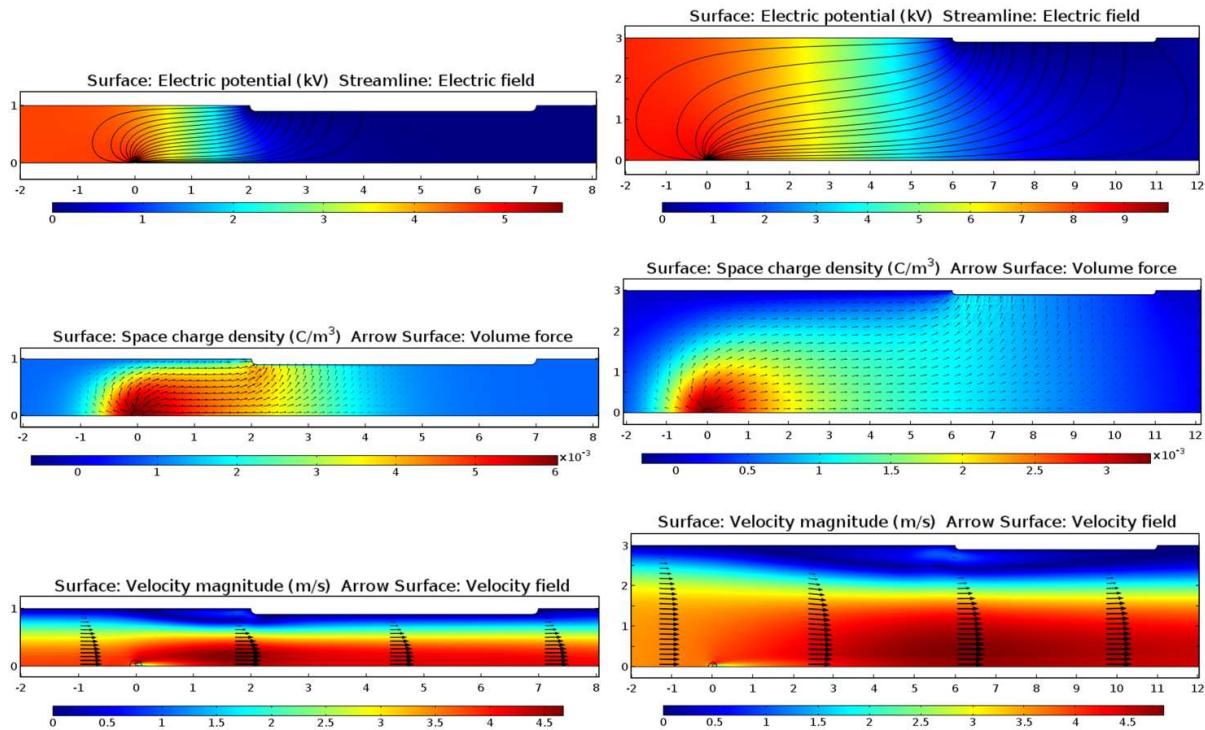 Surface: Electric potential (kV) Streamline: Electric field
1
0
-2 -1 0 1 2 3 4 5 6 7 8
0 1 2 3 4 5
Surface: Electric potential (kV) Streamline: Electric field
3
2
1
0
-2 -1 0 1 2 3 4 5 6 7 8 9 10 11 12
0 1 2 3 4 5 6 7 8 9
Surface: Space charge density (C/m³) Arrow Surface: Volume force
1
0
-2 -1 0 1 2 3 4 5 6 7 8
0 1 2 3 4 5 6 ×10⁻³
Surface: Space charge density (C/m³) Arrow Surface: Volume force
3
2
1
0
-2 -1 0 1 2 3 4 5 6 7 8 9 10 11 12
0 0.5 1 1.5 2 2.5 3 ×10⁻³
Surface: Velocity magnitude (m/s) Arrow Surface: Velocity field
1
0
-2 -1 0 1 2 3 4 5 6 7 8
0 0.5 1 1.5 2 2.5 3 3.5 4 4.5
Surface: Velocity magnitude (m/s) Arrow Surface: Velocity field
3
2
1
0
-2 -1 0 1 2 3 4 5 6 7 8 9 10 11 12
0 0.5 1 1.5 2 2.5 3 3.5 4 4.5